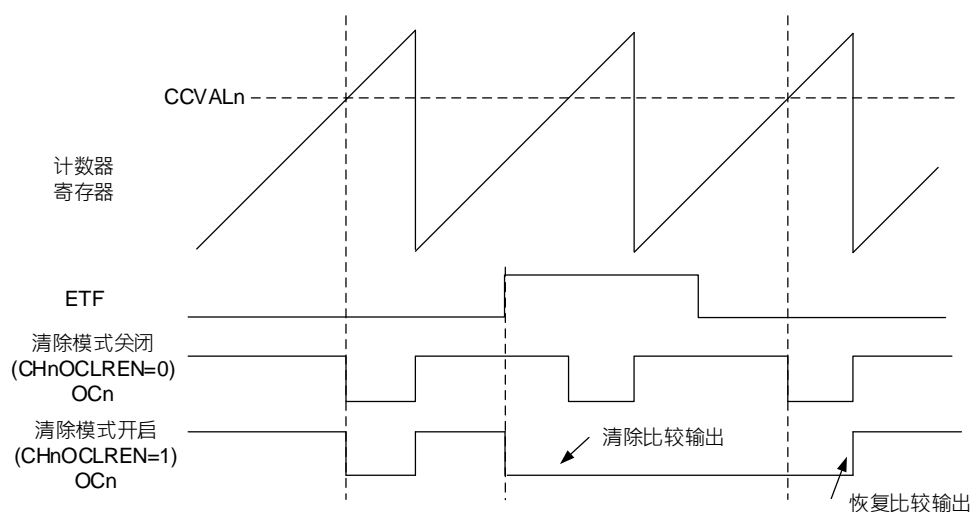 CCVALn
计数器
寄存器
ETF
清除模式关闭
(CHnOCLREN=0)
OCn
清除模式开启
(CHnOCLREN=1)
OCn
清除比较输出
恢复比较输出